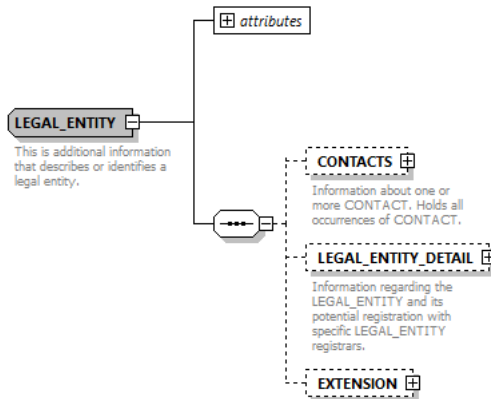 attributes
LEGAL_ENTITY
This is additional information
that describes or identifies a
legal entity.
CONTACTS
Information about one or
more CONTACT. Holds all
occurrences of CONTACT.
LEGAL_ENTITY_DETAIL
Information regarding the
LEGAL_ENTITY and its
potential registration with
specific LEGAL_ENTITY
registrars.
EXTENSION